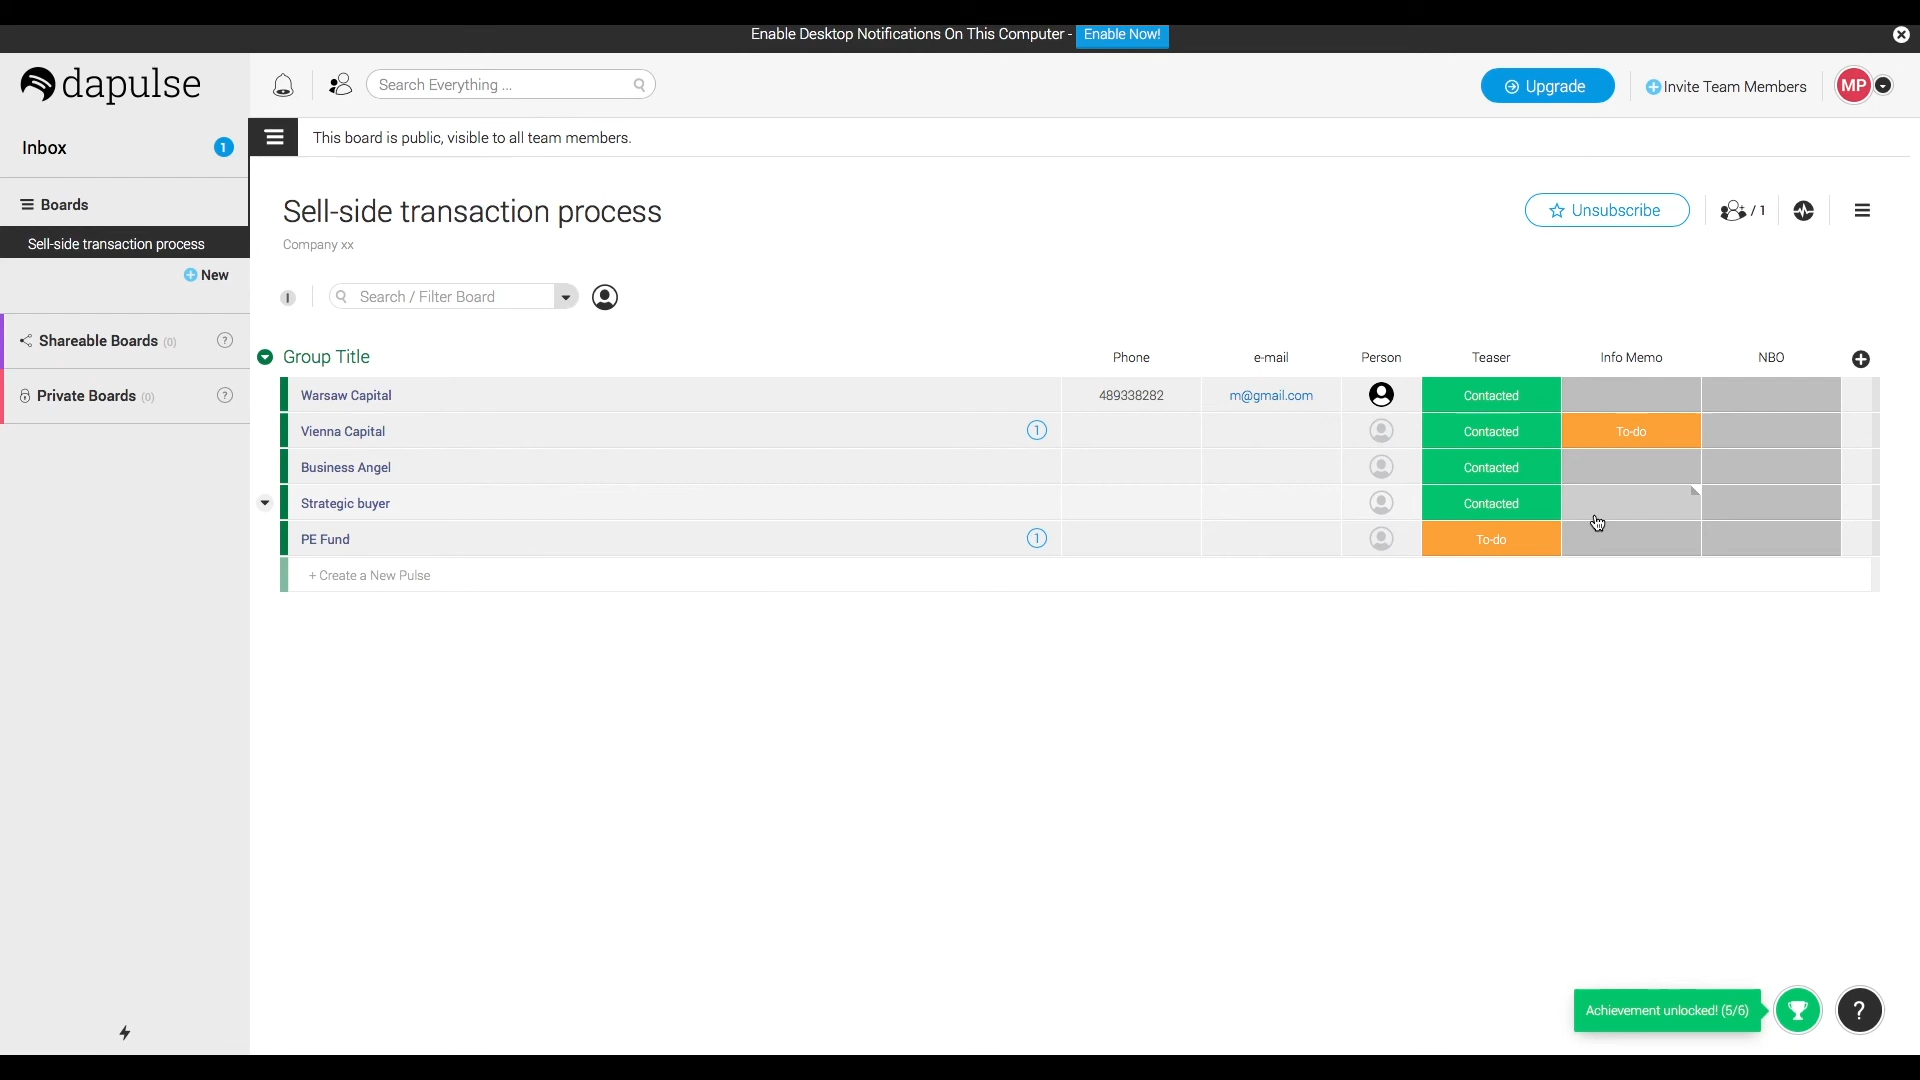 Enable Desktop Notifications On This Computer - Enable Now!
dapulse
Search Everything ...
Upgrade
Invite Team Members
MP
Inbox 1
This board is public, visible to all team members.
Boards
Sell-side transaction process
New
Shareable Boards (0) ?
Private Boards (0) ?
Sell-side transaction process
Company xx
Unsubscribe
/ 1
Search / Filter Board
Group Title Phone e-mail Person Teaser Info Memo NBO
Warsaw Capital 489338282 m@gmail.com Contacted
Vienna Capital 1 Contacted To-do
Business Angel Contacted
Strategic buyer Contacted
PE Fund 1 To-do
+ Create a New Pulse
Achievement unlocked! (5/6) ?